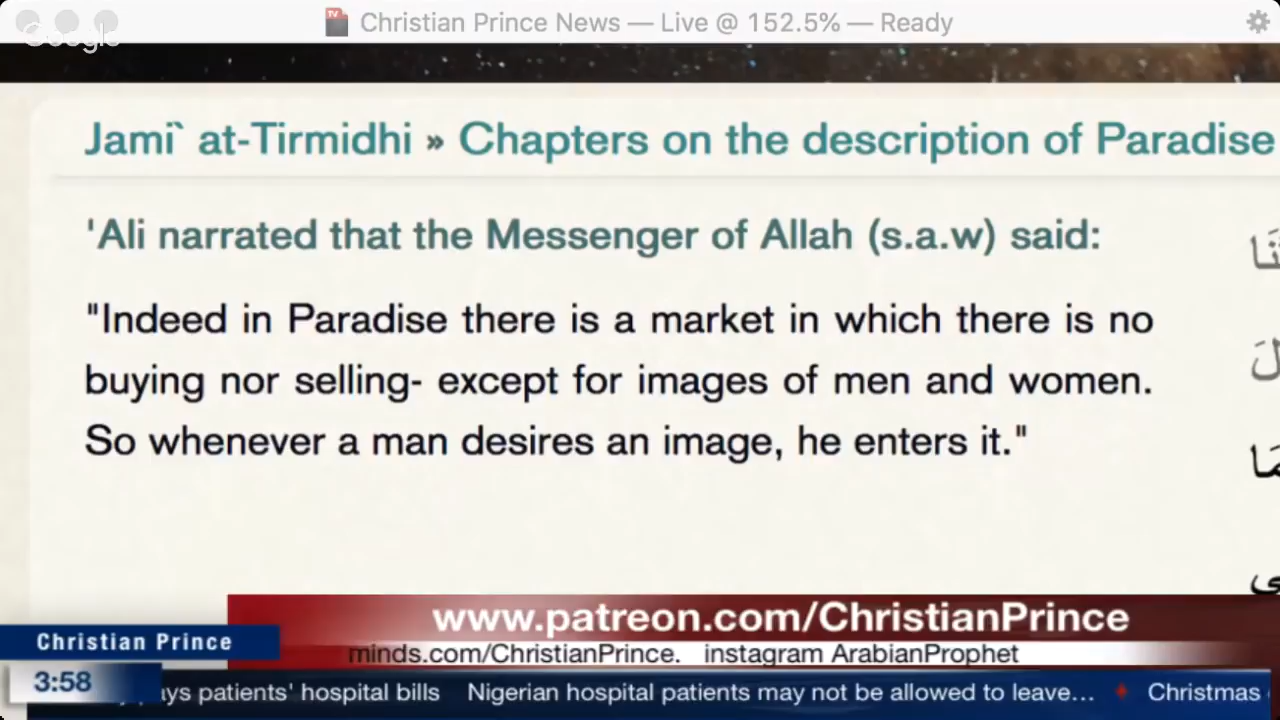 Christian Prince News — Live @ 152.5% — Ready
Google
Jami` at-Tirmidhi » Chapters on the description of Paradise
'Ali narrated that the Messenger of Allah (s.a.w) said:
"Indeed in Paradise there is a market in which there is no
buying nor selling- except for images of men and women.
So whenever a man desires an image, he enters it."
www.patreon.com/ChristianPrince
Christian Prince
minds.com/ChristianPrince. instagram ArabianProphet
3:58
patients' hospital bills Nigerian hospital patients may not be allowed to leave... Christmas